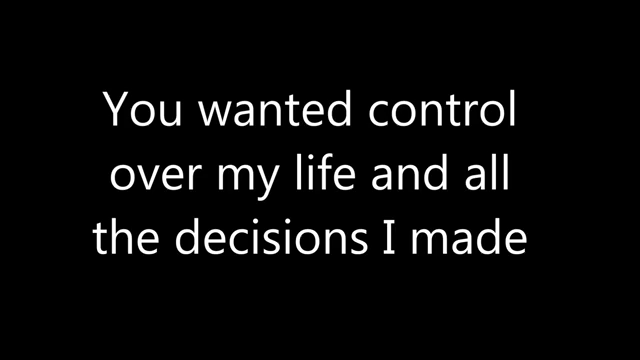 You wanted control
over my life and all
the decisions I made